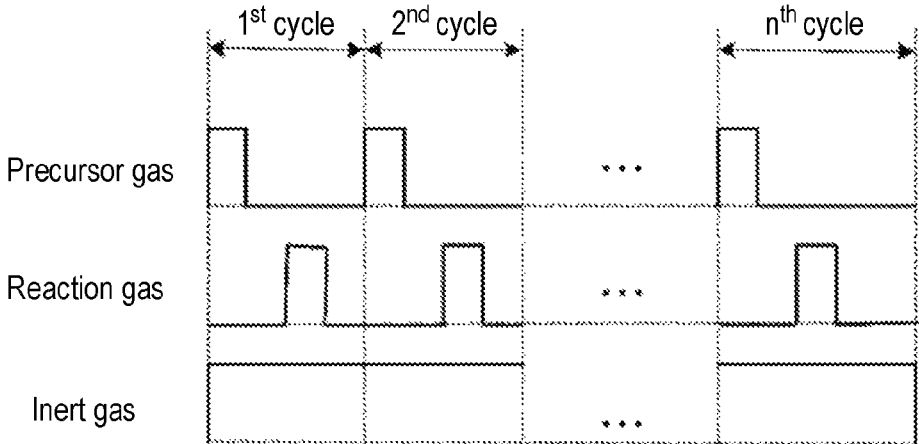 1st cycle 2nd cycle nth cycle
Precursor gas ...
Reaction gas ...
Inert gas ...